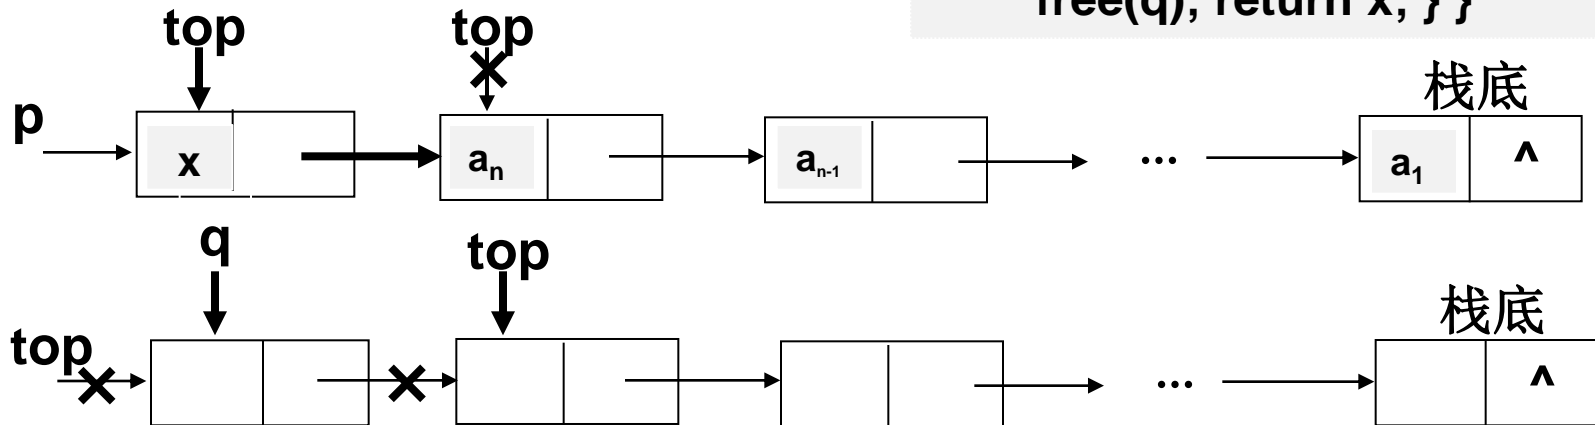 free(q); return x; } }
top top
栈底
p
x aₙ aₙ₋₁ ... a₁ ^
q top
栈底
top
... ^